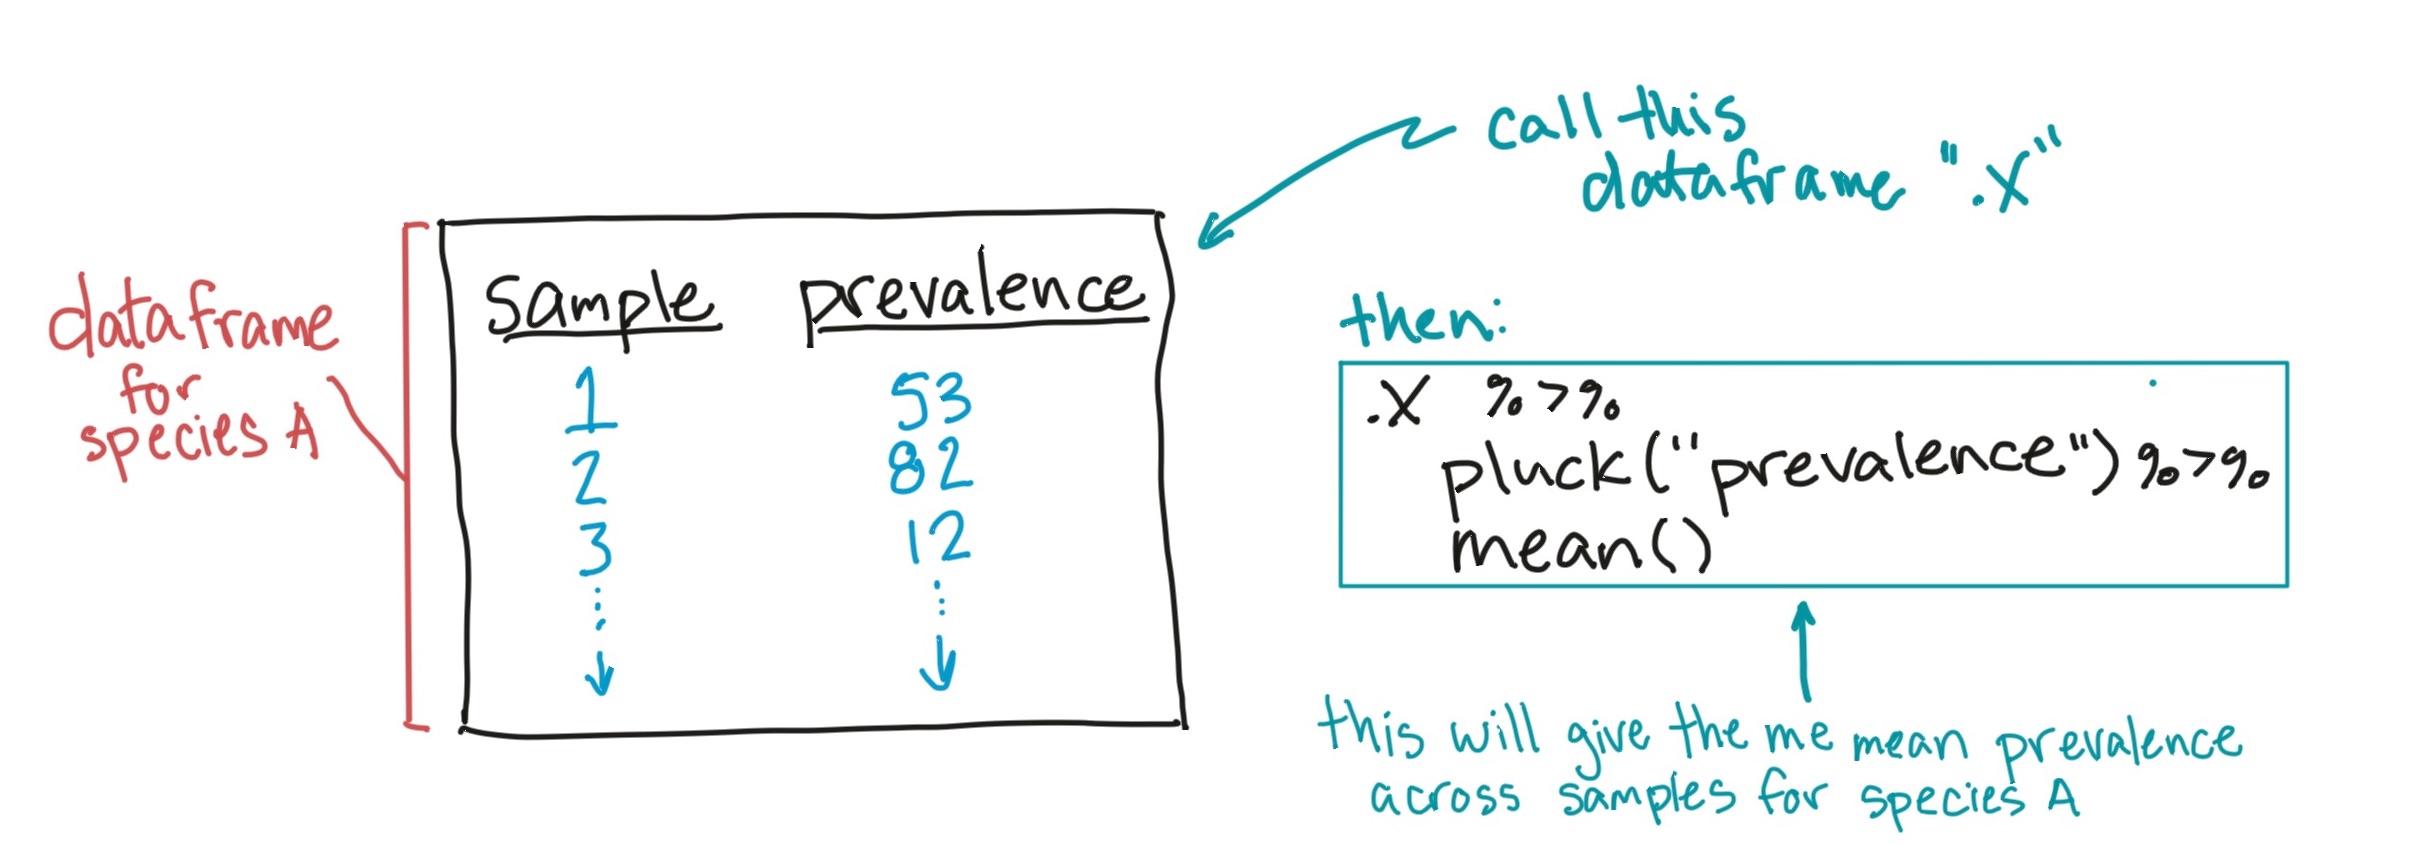 call this
dataframe ".x"
dataframe
for
species A
sample prevalence
1 53
2 82
3 12
then:
.x %>%
pluck("prevalence") %>%
mean()
this will give the me mean prevalence
across samples for species A